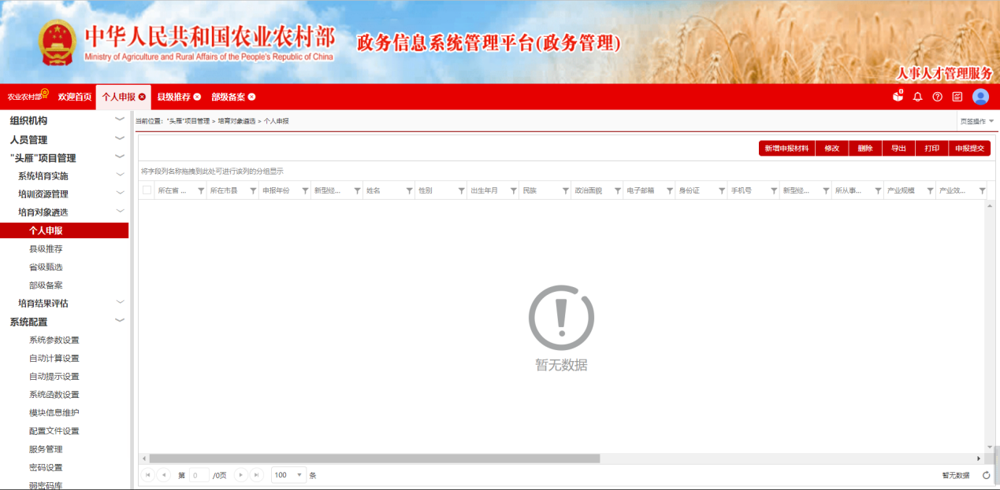 中华人民共和国农业农村部
Ministry of Agriculture and Rural Affairs of the People's Republic of China
政务信息系统管理平台(政务管理)
人事人才管理服务
农业农村部 欢迎首页 个人申报 县级推荐 部级备案
组织机构
人员管理
"头雁"项目管理
系统培育实施
培训资源管理
培育对象遴选
个人申报
县级推荐
省级甄选
部级备案
培育结果评估
系统配置
系统参数设置
自动计算设置
自动提示设置
系统函数设置
模块信息维护
配置文件设置
服务管理
密码设置
弱密码库
当前位置: "头雁"项目管理 > 培育对象遴选 > 个人申报
页签操作
新增申报材料 修改 删除 导出 打印 申报提交
将字段列名称拖拽到此处可进行该列的分组显示
所在省 ... 所在市县 申报年份 新型经... 姓名 性别 出生年月 民族 政治面貌 电子邮箱 身份证 手机号 新型经... 所从事... 产业规模 产业效...
暂无数据
第 0 /0页 100 条
暂无数据